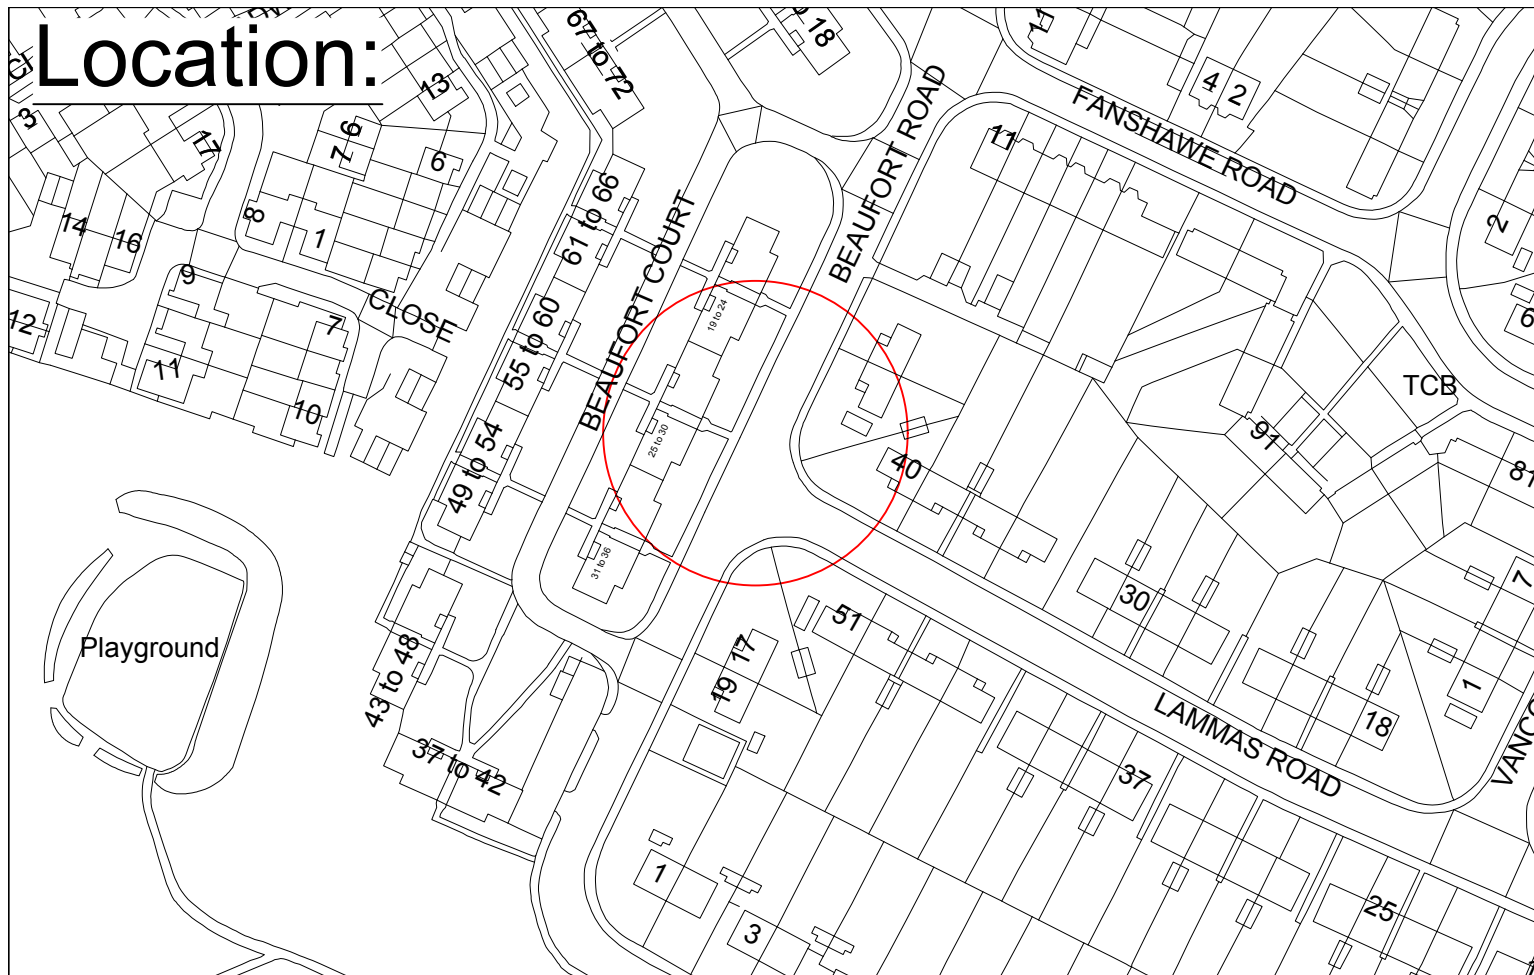 Location:
67 to 72
18
11
4 2
FANSHAWE ROAD
BEAUFORT ROAD
13
3
17
7 6
6
11
61 to 66
BEAUFORT COURT
14
16
8
1
2
9
CLOSE
7
12
11
10
55 to 60
19 to 24
6
TCB
91
81
49 to 54
25 to 30
40
31 to 36
30
7
51
Playground
43 to 48
17
19
1
18
LAMMAS ROAD
37 to 42
37
1
3
25